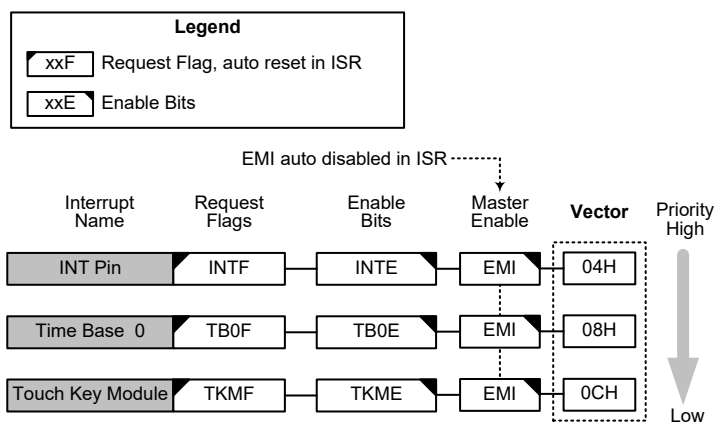 Legend
xxF Request Flag, auto reset in ISR
xxE Enable Bits
EMI auto disabled in ISR
Interrupt Name
Request Flags
Enable Bits
Master Enable
Vector
Priority High
INT Pin INTF INTE EMI 04H
Time Base 0 TB0F TB0E EMI 08H
Touch Key Module TKMF TKME EMI 0CH
Low